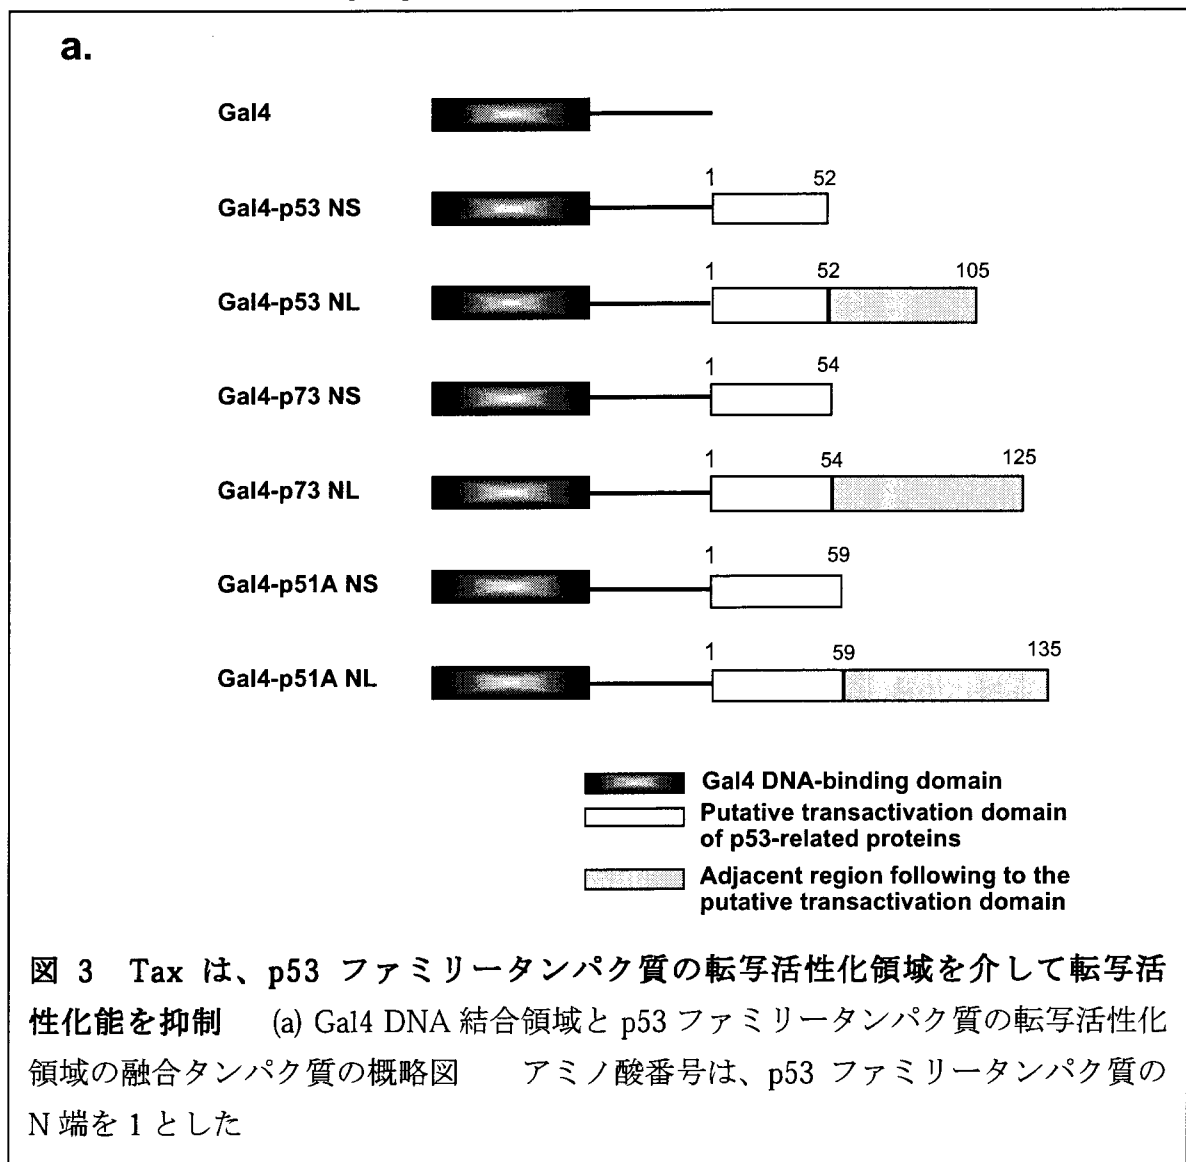 a.
Gal4
1 52
Gal4-p53 NS
1 52 105
Gal4-p53 NL
1 54
Gal4-p73 NS
1 54 125
Gal4-p73 NL
1 59
Gal4-p51A NS
1 59 135
Gal4-p51A NL
Gal4 DNA-binding domain
Putative transactivation domain
of p53-related proteins
Adjacent region following to the
putative transactivation domain
図 3 Tax は、p53 ファミリータンパク質の転写活性化領域を介して転写活
性化能を抑制 (a) Gal4 DNA 結合領域と p53 ファミリータンパク質の転写活性化
領域の融合タンパク質の概略図 アミノ酸番号は、p53 ファミリータンパク質の
N 端を 1 とした